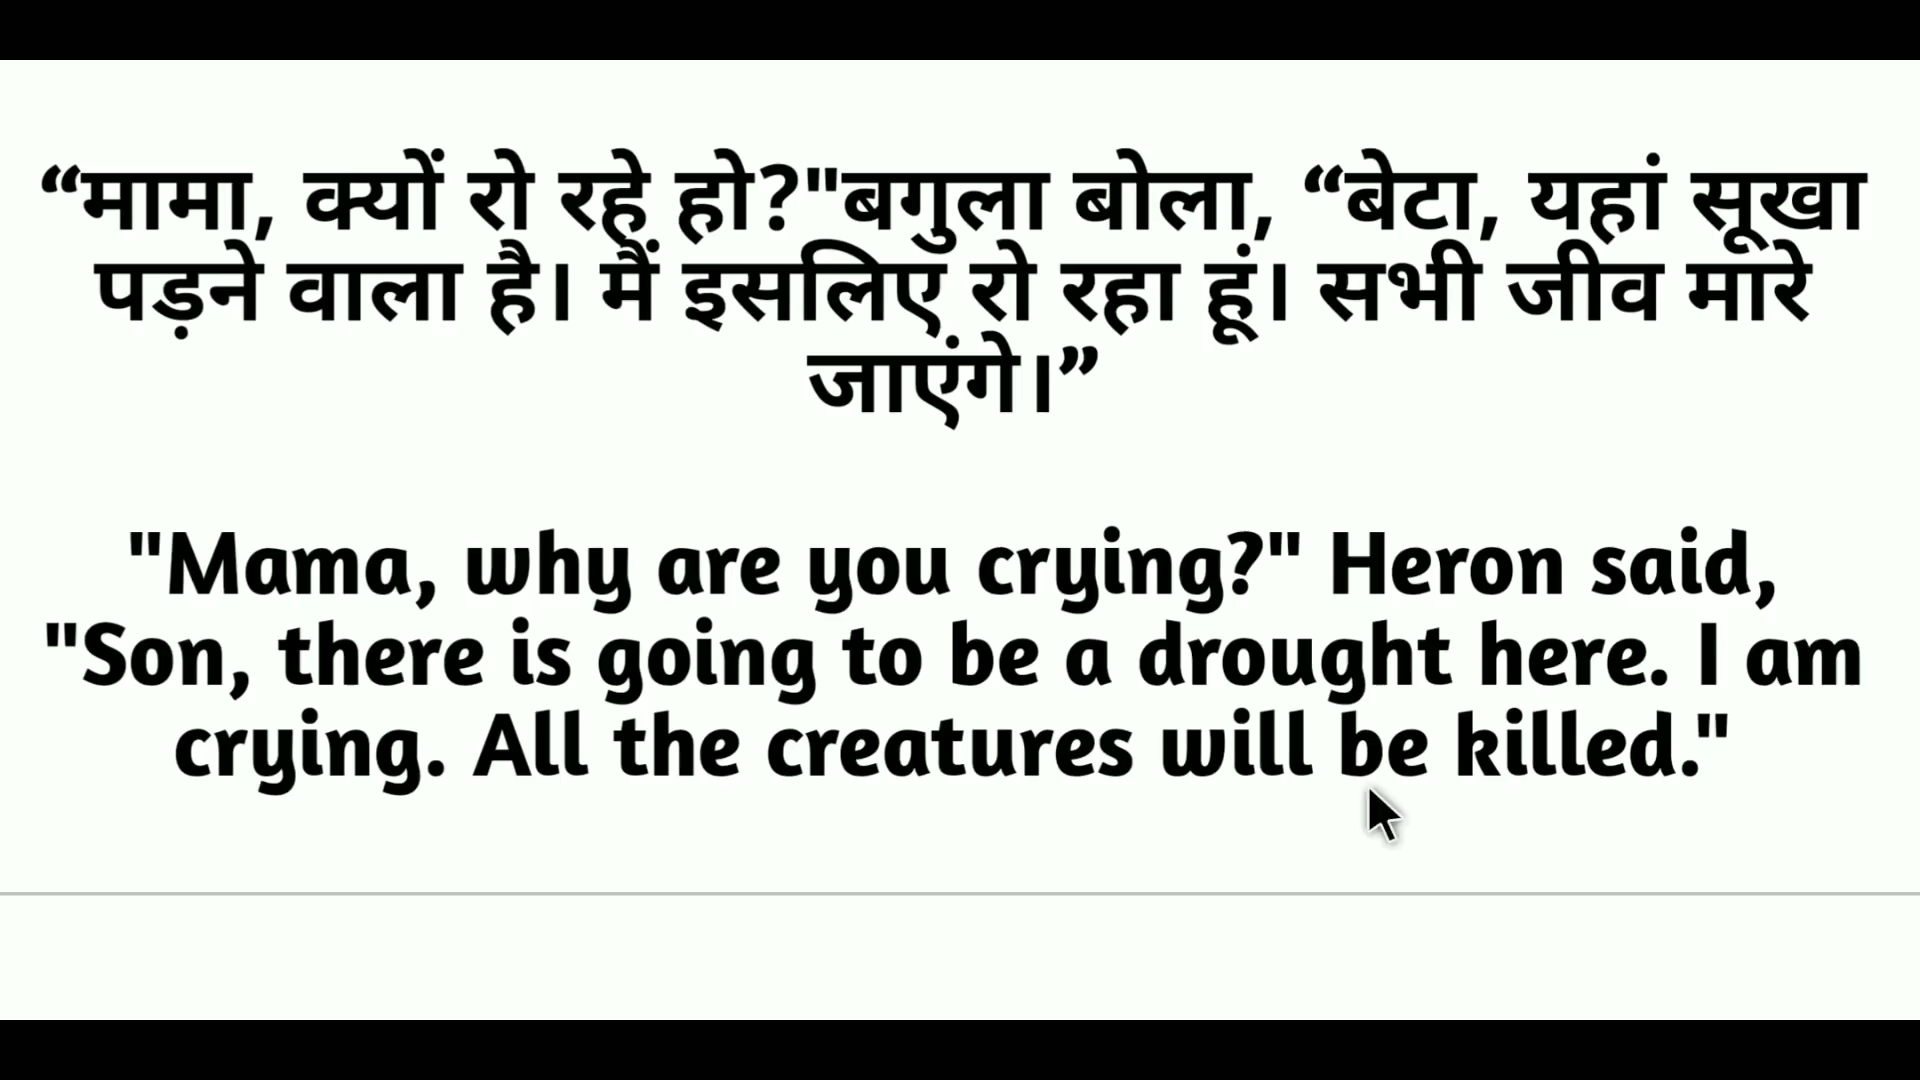 “मामा, क्यों रो रहे हो?"बगुला बोला, “बेटा, यहां सूखा
पड़ने वाला है। मैं इसलिए रो रहा हूं। सभी जीव मारे
जाएंगे।”
"Mama, why are you crying?" Heron said,
"Son, there is going to be a drought here. I am
crying. All the creatures will be killed."